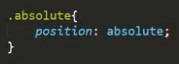 .absolute{
    position: absolute;
}